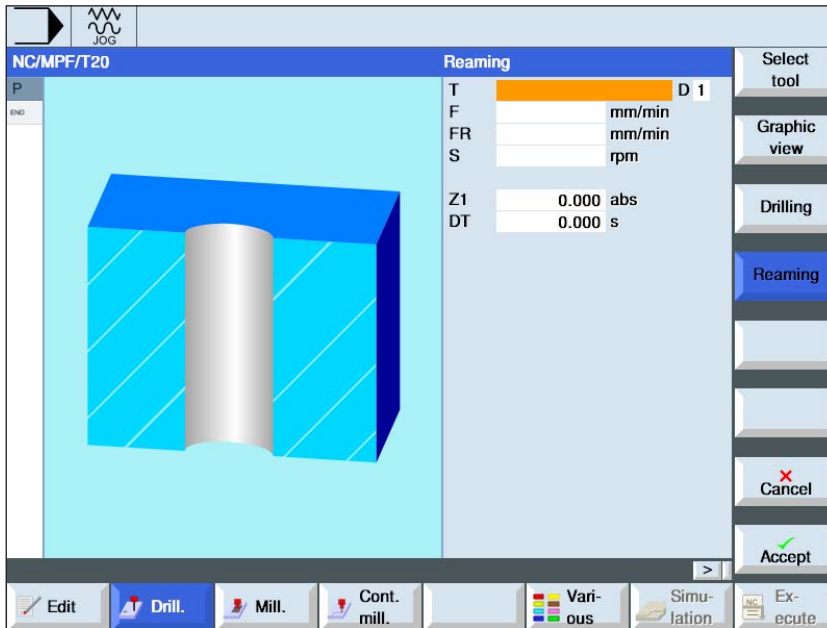 JOG
NC/MPF/T20
Reaming
P
END
T D 1
F mm/min
FR mm/min
S rpm
Z1 0.000 abs
DT 0.000 s
Select
tool
Graphic
view
Drilling
Reaming
Cancel
Accept
>
Edit
Drill.
Mill.
Cont.
mill.
Vari-
ous
Simu-
lation
NC
Ex-
ecute